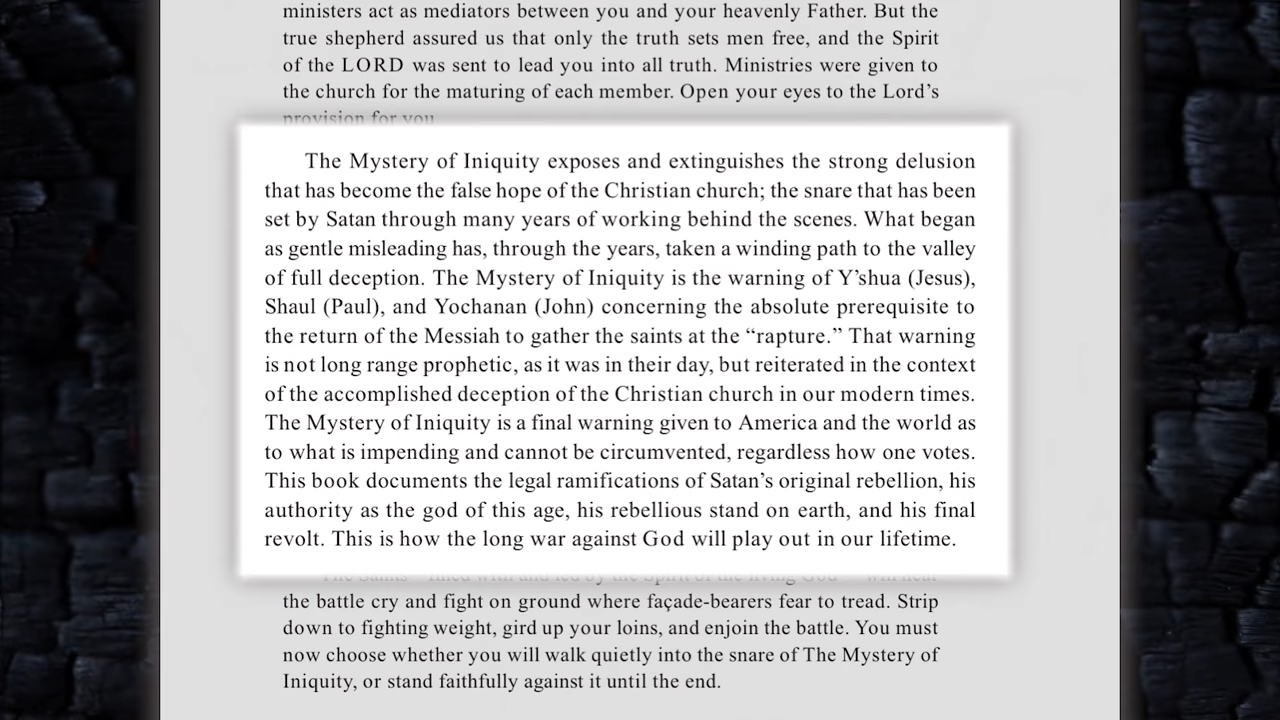 ministers act as mediators between you and your heavenly Father. But the
true shepherd assured us that only the truth sets men free, and the Spirit
of the LORD was sent to lead you into all truth. Ministries were given to
the church for the maturing of each member. Open your eyes to the Lord’s
provision for you
The Mystery of Iniquity exposes and extinguishes the strong delusion
that has become the false hope of the Christian church; the snare that has been
set by Satan through many years of working behind the scenes. What began
as gentle misleading has, through the years, taken a winding path to the valley
of full deception. The Mystery of Iniquity is the warning of Y’shua (Jesus),
Shaul (Paul), and Yochanan (John) concerning the absolute prerequisite to
the return of the Messiah to gather the saints at the “rapture.” That warning
is not long range prophetic, as it was in their day, but reiterated in the context
of the accomplished deception of the Christian church in our modern times.
The Mystery of Iniquity is a final warning given to America and the world as
to what is impending and cannot be circumvented, regardless how one votes.
This book documents the legal ramifications of Satan’s original rebellion, his
authority as the god of this age, his rebellious stand on earth, and his final
revolt. This is how the long war against God will play out in our lifetime.
the battle cry and fight on ground where façade-bearers fear to tread. Strip
down to fighting weight, gird up your loins, and enjoin the battle. You must
now choose whether you will walk quietly into the snare of The Mystery of
Iniquity, or stand faithfully against it until the end.